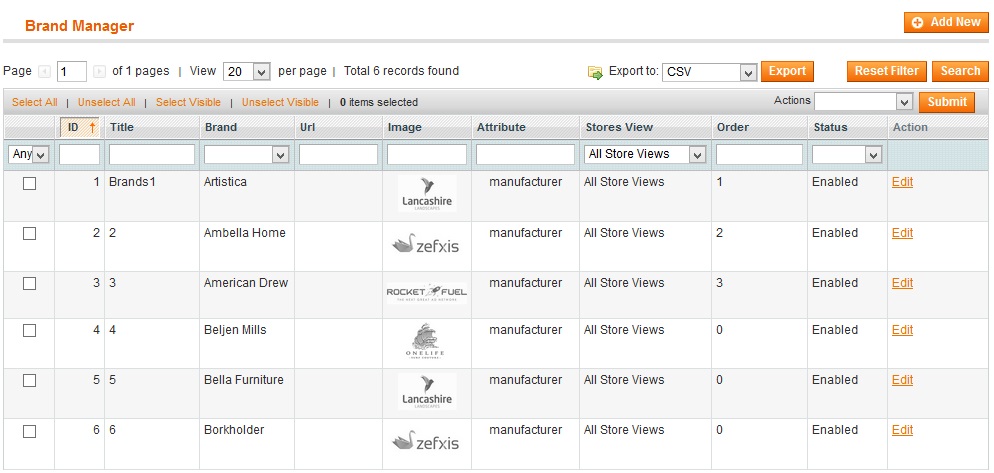 Brand Manager
Add New
Page 1 of 1 pages | View 20 per page | Total 6 records found
Export to: CSV Export Reset Filter Search
Select All | Unselect All | Select Visible | Unselect Visible | 0 items selected
Actions Submit
ID Title Brand Url Image Attribute Stores View Order Status Action
Any All Store Views
1 Brands1 Artistica Lancashire LANDSCAPES manufacturer All Store Views 1 Enabled Edit
2 2 Ambella Home zefxis manufacturer All Store Views 2 Enabled Edit
3 3 American Drew ROCKET FUEL manufacturer All Store Views 3 Enabled Edit
4 4 Beljen Mills ONELIFE manufacturer All Store Views 0 Enabled Edit
5 5 Bella Furniture Lancashire LANDSCAPES manufacturer All Store Views 0 Enabled Edit
6 6 Borkholder zefxis manufacturer All Store Views 0 Enabled Edit